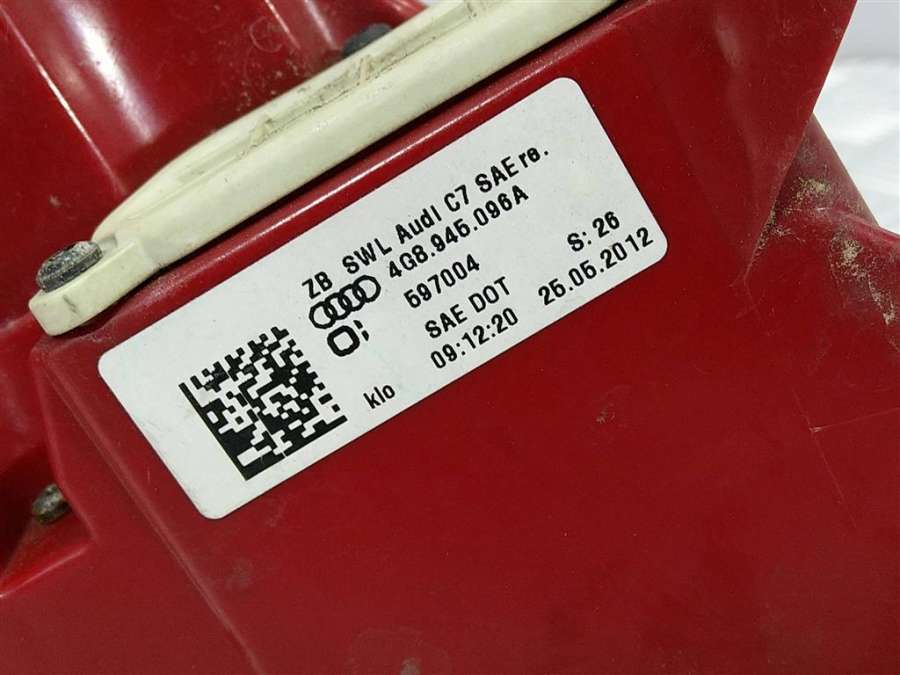 ZB SWL Audi C7 SAE re.
4G8.945.096A
597004
S: 26
SAE DOT
09:12:20 25.05.2012
klo